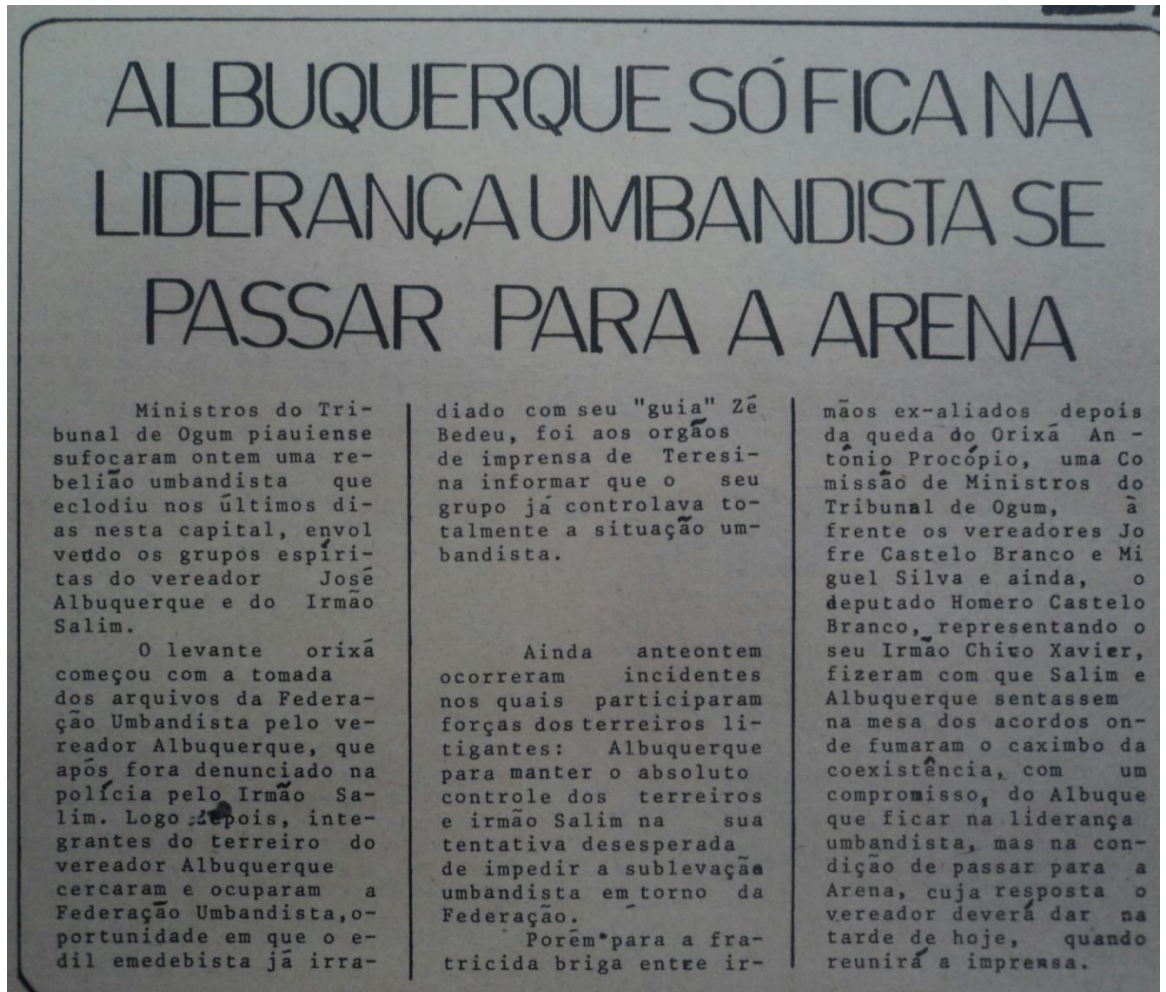 ALBUQUERQUE SÓ FICA NA
LIDERANÇA UMBANDISTA SE
PASSAR PARA A ARENA
Ministros do Tri-
bunal de Ogum piauiense
sufocaram ontem uma re-
belião umbandista que
eclodiu nos últimos di-
as nesta capital, envol
vendo os grupos espíri-
tas do vereador José
Albuquerque e do Irmão
Salim.
O levante orixá
começou com a tomada
dos arquivos da Federa-
ção Umbandista pelo ve-
reador Albuquerque, que
após fora denunciado na
polícia pelo Irmão Sa-
lim. Logo depois, inte-
grantes do terreiro do
vereador Albuquerque
cercaram e ocuparam a
Federação Umbandista,o-
portunidade em que o e-
dil emedebista já irra-
diado com seu "guia" Zé
Bedeu, foi aos orgãos
de imprensa de Teresi-
na informar que o seu
grupo já controlava to-
talmente a situação um-
bandista.
Ainda anteontem
ocorreram incidentes
nos quais participaram
forças dos terreiros li-
tigantes: Albuquerque
para manter o absoluto
controle dos terreiros
e irmão Salim na sua
tentativa desesperada
de impedir a sublevação
umbandista em torno da
Federação.
Porém para a fra-
tricida briga entre ir-
mãos ex-aliados depois
da queda do Orixá An -
tônio Procópio, uma Co
missão de Ministros do
Tribunal de Ogum, à
frente os vereadores Jo
fre Castelo Branco e Mi
guel Silva e ainda, o
deputado Homero Castelo
Branco, representando o
seu Irmão Chico Xavier,
fizeram com que Salim e
Albuquerque sentassem
na mesa dos acordos on-
de fumaram o caximbo da
coexistência, com um
compromisso, do Albuque
que ficar na liderança
umbandista, mas na con-
dição de passar para a
Arena, cuja resposta o
vereador deverá dar na
tarde de hoje, quando
reunirá a imprensa.